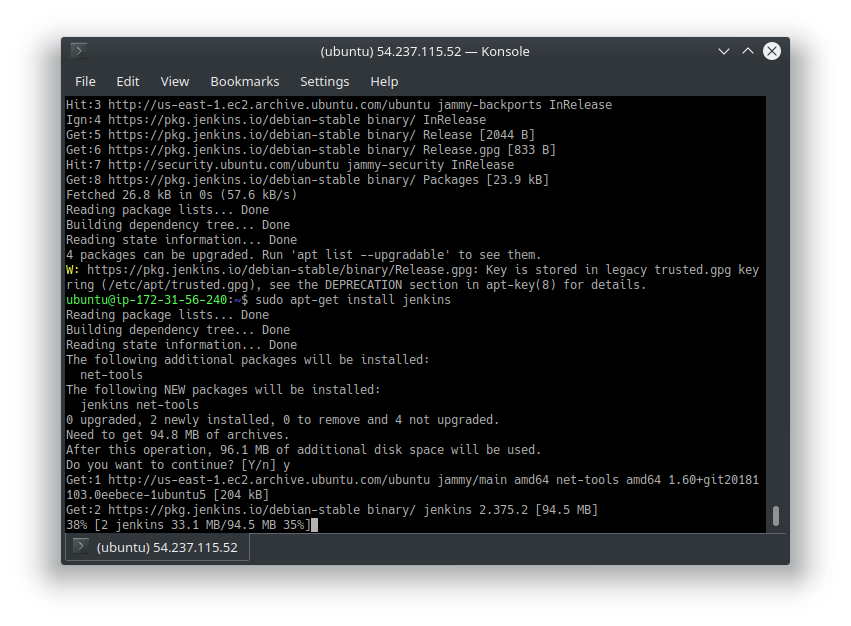 (ubuntu) 54.237.115.52 — Konsole
File Edit View Bookmarks Settings Help
Hit:3 http://us-east-1.ec2.archive.ubuntu.com/ubuntu jammy-backports InRelease
Ign:4 https://pkg.jenkins.io/debian-stable binary/ InRelease
Get:5 https://pkg.jenkins.io/debian-stable binary/ Release [2044 B]
Get:6 https://pkg.jenkins.io/debian-stable binary/ Release.gpg [833 B]
Hit:7 http://security.ubuntu.com/ubuntu jammy-security InRelease
Get:8 https://pkg.jenkins.io/debian-stable binary/ Packages [23.9 kB]
Fetched 26.8 kB in 0s (57.6 kB/s)
Reading package lists... Done
Building dependency tree... Done
Reading state information... Done
4 packages can be upgraded. Run 'apt list --upgradable' to see them.
W: https://pkg.jenkins.io/debian-stable/binary/Release.gpg: Key is stored in legacy trusted.gpg key
ring (/etc/apt/trusted.gpg), see the DEPRECATION section in apt-key(8) for details.
ubuntu@ip-172-31-56-240:~$ sudo apt-get install jenkins
Reading package lists... Done
Building dependency tree... Done
Reading state information... Done
The following additional packages will be installed:
  net-tools
The following NEW packages will be installed:
  jenkins net-tools
0 upgraded, 2 newly installed, 0 to remove and 4 not upgraded.
Need to get 94.8 MB of archives.
After this operation, 96.1 MB of additional disk space will be used.
Do you want to continue? [Y/n] y
Get:1 http://us-east-1.ec2.archive.ubuntu.com/ubuntu jammy/main amd64 net-tools amd64 1.60+git20181
103.0eebece-1ubuntu5 [204 kB]
Get:2 https://pkg.jenkins.io/debian-stable binary/ jenkins 2.375.2 [94.5 MB]
38% [2 jenkins 33.1 MB/94.5 MB 35%]
(ubuntu) 54.237.115.52